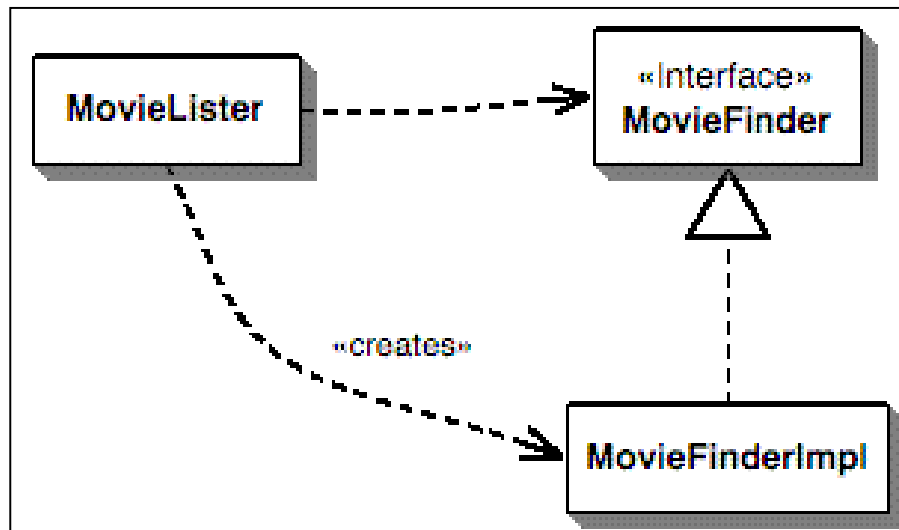 MovieLister
«Interface»
MovieFinder
«creates»
MovieFinderImpl